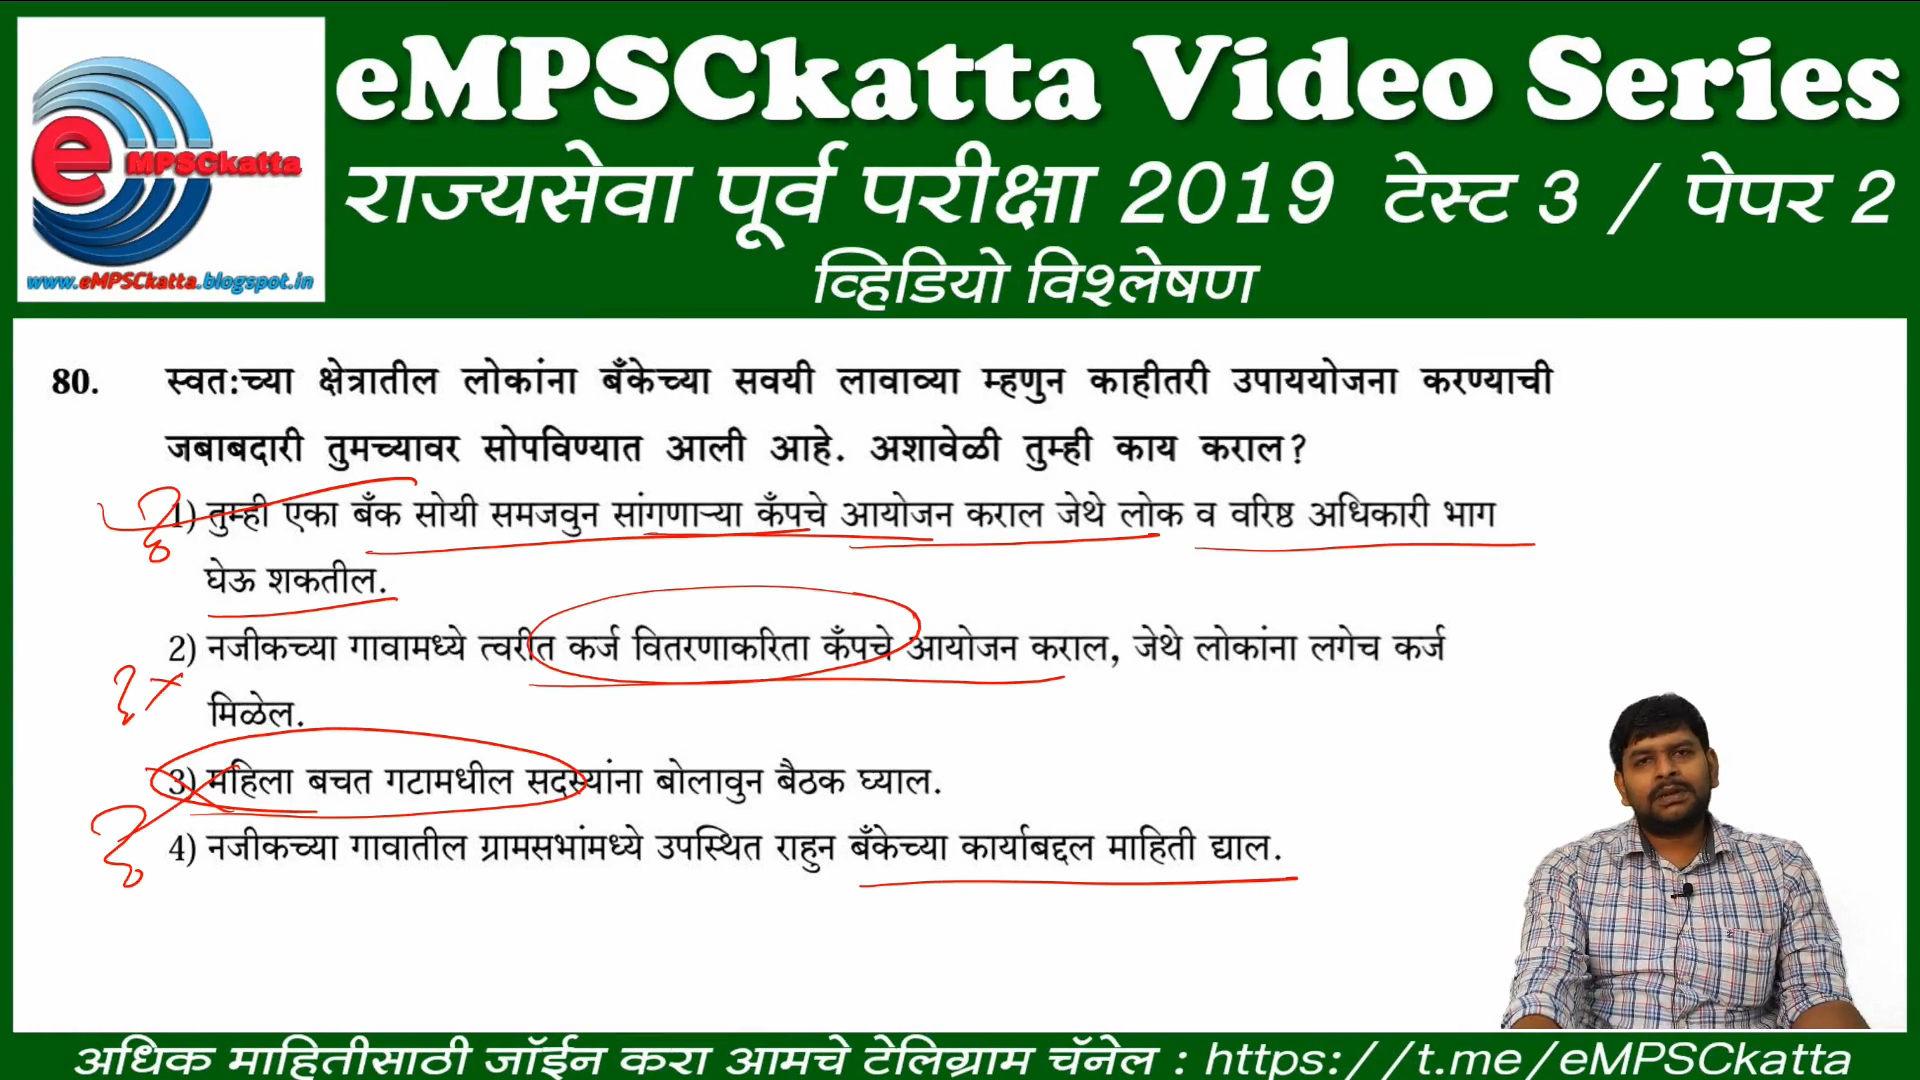 eMPSCkatta Video Series
e MPSCkatta
राज्यसेवा पूर्व परीक्षा 2019 टेस्ट 3 / पेपर 2
www.eMPSCkatta.blogspot.in
व्हिडियो विश्लेषण
80. स्वत:च्या क्षेत्रातील लोकांना बँकेच्या सवयी लावाव्या म्हणुन काहीतरी उपाययोजना करण्याची
जबाबदारी तुमच्यावर सोपविण्यात आली आहे. अशावेळी तुम्ही काय कराल?
1) तुम्ही एका बँक सोयी समजवुन सांगणाऱ्या कँपचे आयोजन कराल जेथे लोक व वरिष्ठ अधिकारी भाग
घेऊ शकतील.
2) नजीकच्या गावामध्ये त्वरीत कर्ज वितरणाकरिता कँपचे आयोजन कराल, जेथे लोकांना लगेच कर्ज
मिळेल.
3) महिला बचत गटामधील सदस्यांना बोलावुन बैठक घ्याल.
4) नजीकच्या गावातील ग्रामसभांमध्ये उपस्थित राहुन बँकेच्या कार्याबद्दल माहिती द्याल.
अधिक माहितीसाठी जॉईन करा आमचे टेलिग्राम चॅनेल : https://t.me/eMPSCkatta